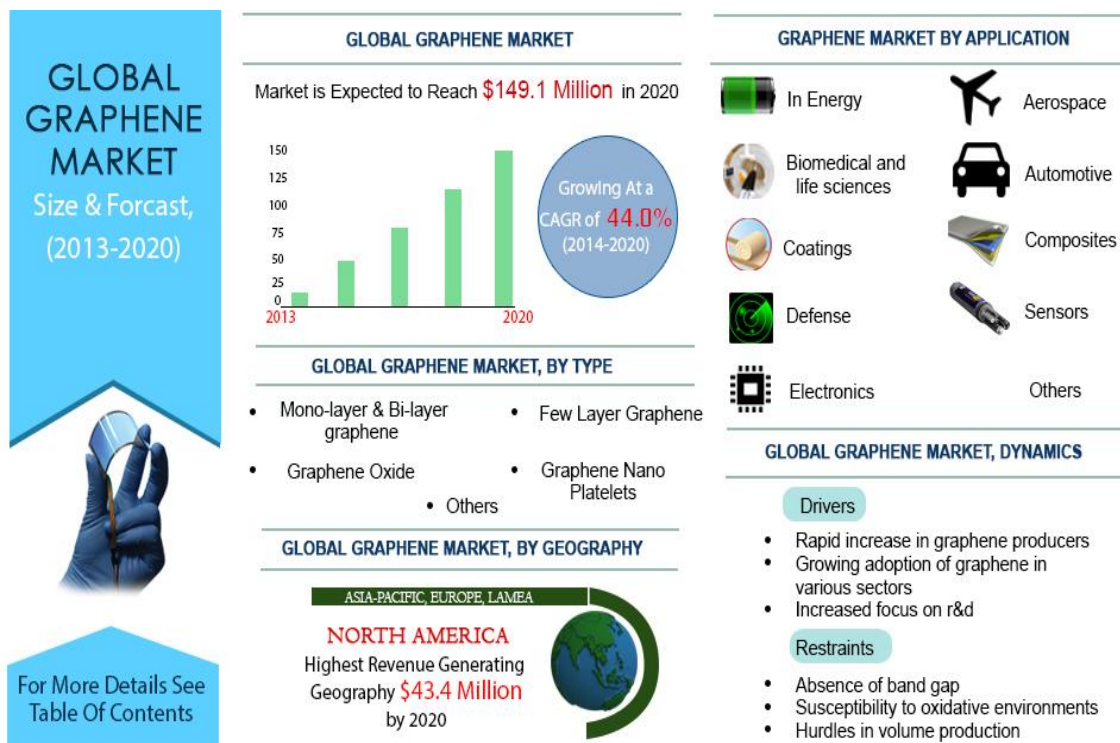 GLOBAL
GRAPHENE
MARKET
Size & Forcast,
(2013-2020)
For More Details See
Table Of Contents
GLOBAL GRAPHENE MARKET
Market is Expected to Reach $149.1 Million in 2020
150
125
100
75
50
25
0
2013
2020
Growing At a
CAGR of 44.0%
(2014-2020)
GLOBAL GRAPHENE MARKET, BY TYPE
• Mono-layer & Bi-layer
graphene
• Few Layer Graphene
• Graphene Oxide
• Graphene Nano
Platelets
• Others
GLOBAL GRAPHENE MARKET, BY GEOGRAPHY
ASIA-PACIFIC, EUROPE, LAMEA
NORTH AMERICA
Highest Revenue Generating
Geography $43.4 Million
by 2020
GRAPHENE MARKET BY APPLICATION
In Energy
Aerospace
Biomedical and
life sciences
Automotive
Coatings
Composites
Defense
Sensors
Electronics
Others
GLOBAL GRAPHENE MARKET, DYNAMICS
Drivers
• Rapid increase in graphene producers
• Growing adoption of graphene in
various sectors
• Increased focus on r&d
Restraints
• Absence of band gap
• Susceptibility to oxidative environments
• Hurdles in volume production